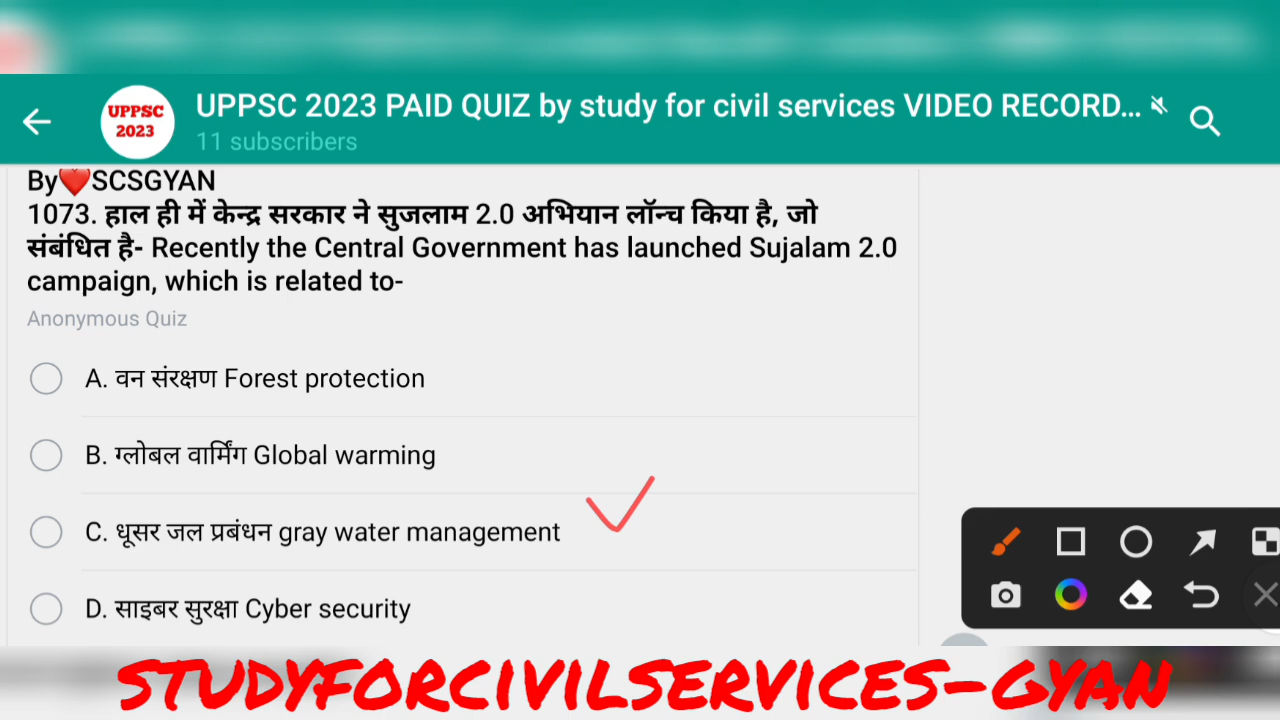 UPPSC
2023
UPPSC 2023 PAID QUIZ by study for civil services VIDEO RECORD...
11 subscribers
By❤️SCSGYAN
1073. हाल ही में केन्द्र सरकार ने सुजलाम 2.0 अभियान लॉन्च किया है, जो
संबंधित है- Recently the Central Government has launched Sujalam 2.0
campaign, which is related to-
Anonymous Quiz
A. वन संरक्षण Forest protection
B. ग्लोबल वार्मिंग Global warming
C. धूसर जल प्रबंधन gray water management
D. साइबर सुरक्षा Cyber security
STUDYFORCIVILSERVICES-GYAN